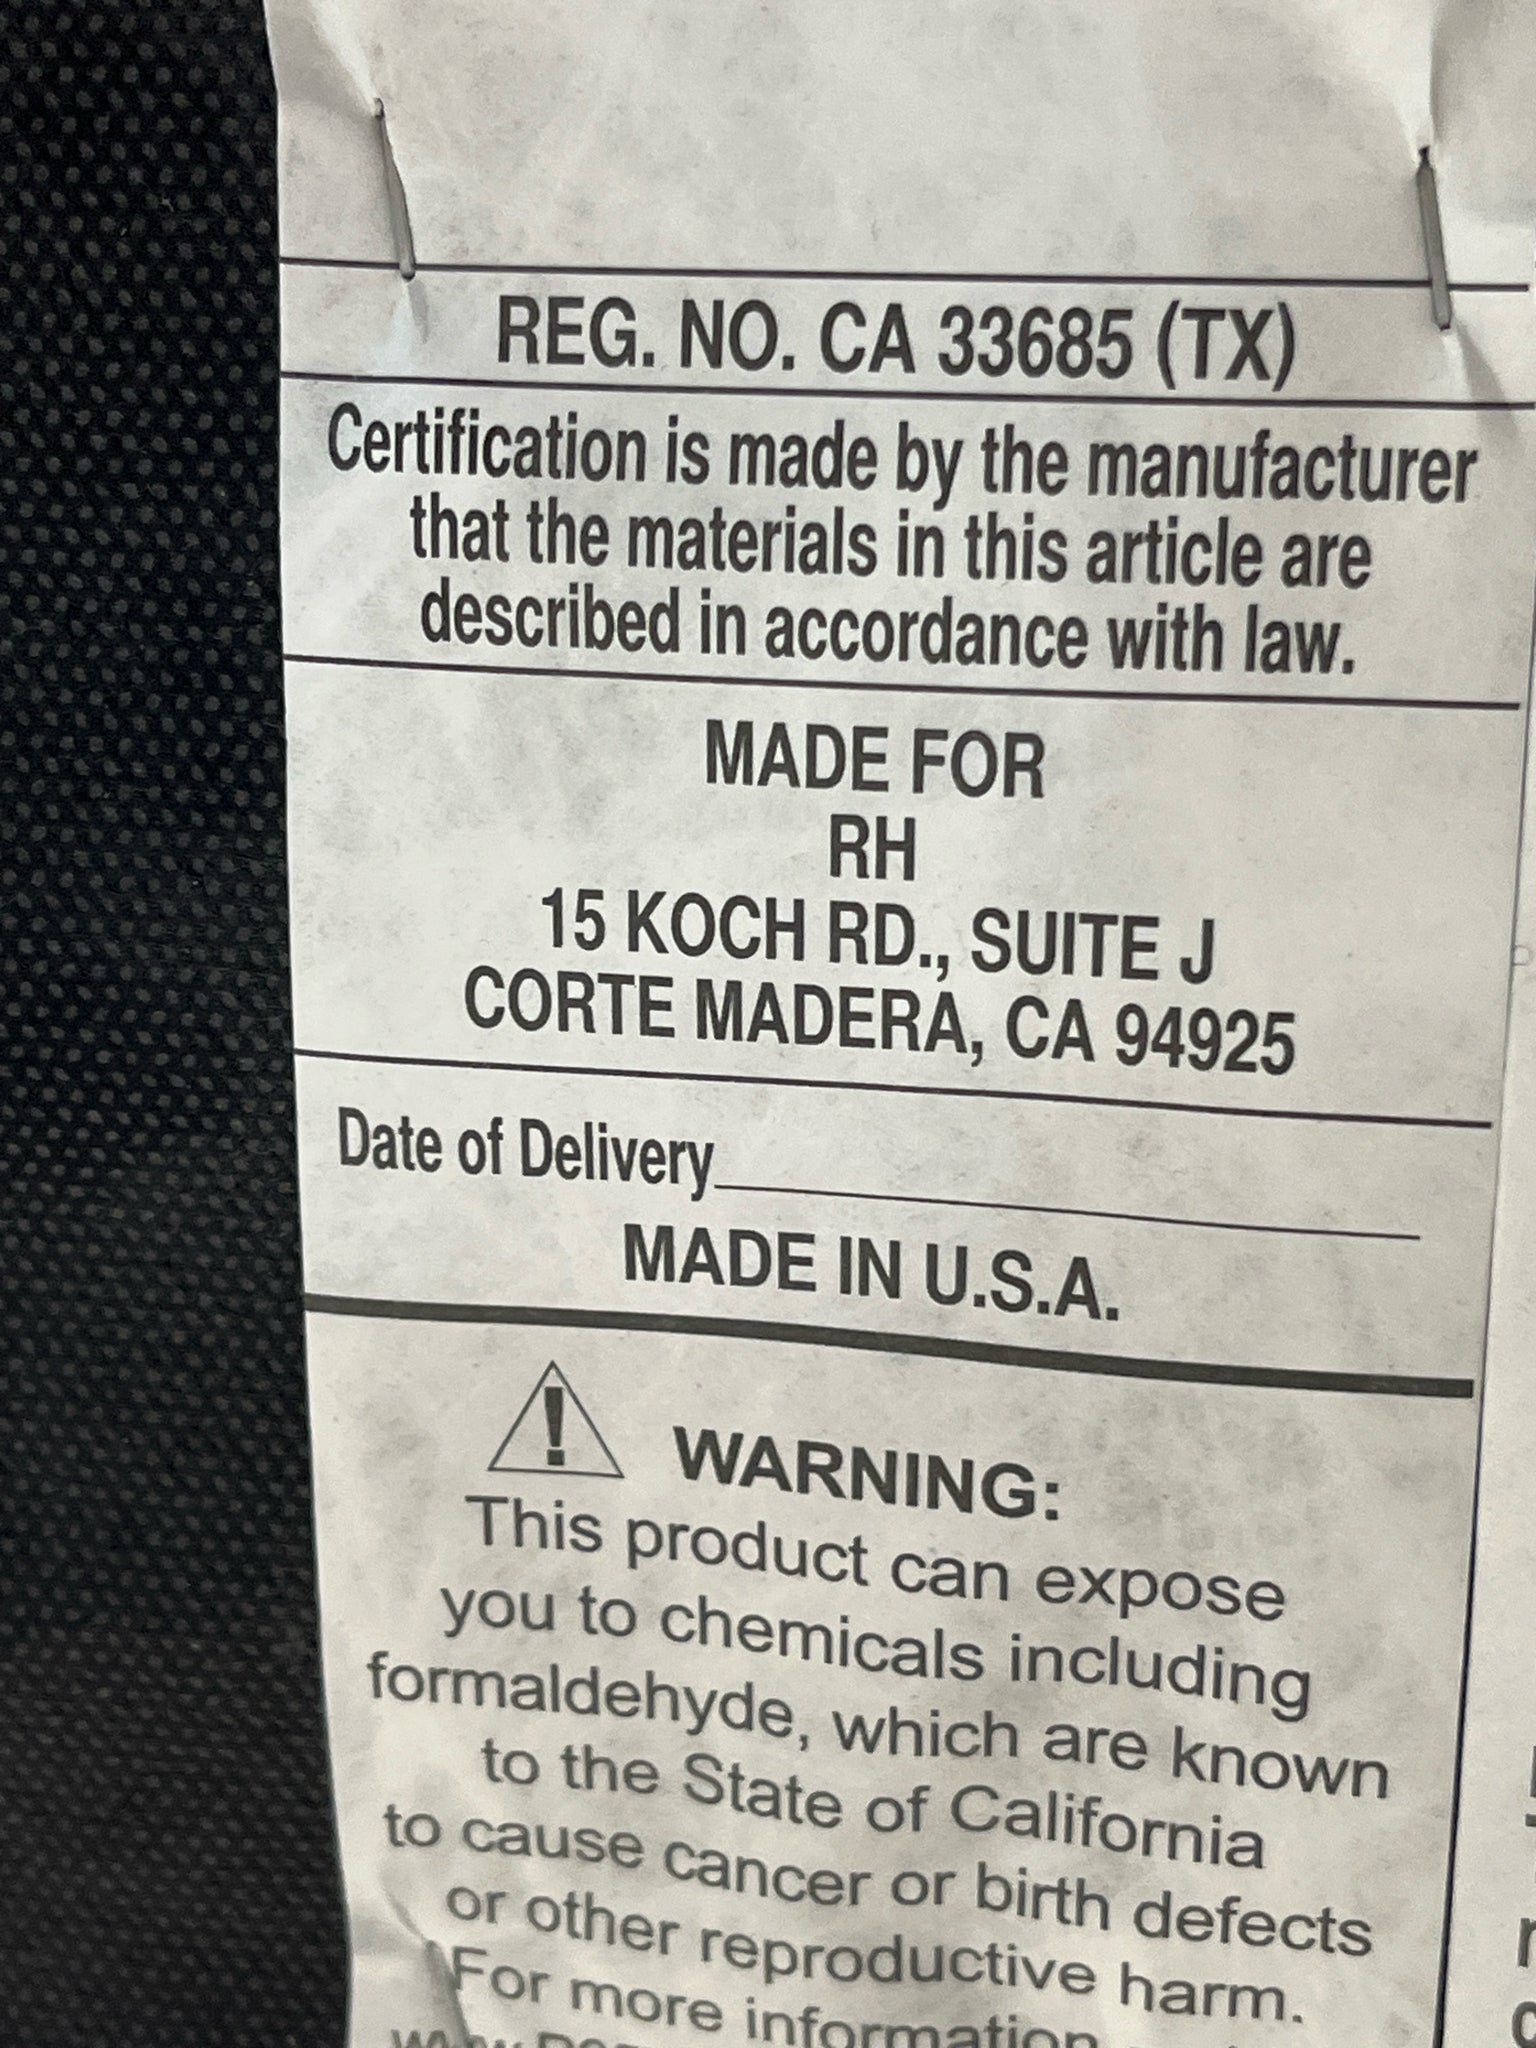 REG. NO. CA 33685 (TX)
Certification is made by the manufacturer
that the materials in this article are
described in accordance with law.
MADE FOR
RH
15 KOCH RD., SUITE J
CORTE MADERA, CA 94925
Date of Delivery
MADE IN U.S.A.
WARNING:
This product can expose
you to chemicals including
formaldehyde, which are known
to the State of California
to cause cancer or birth defects
or other reproductive harm.
For more information